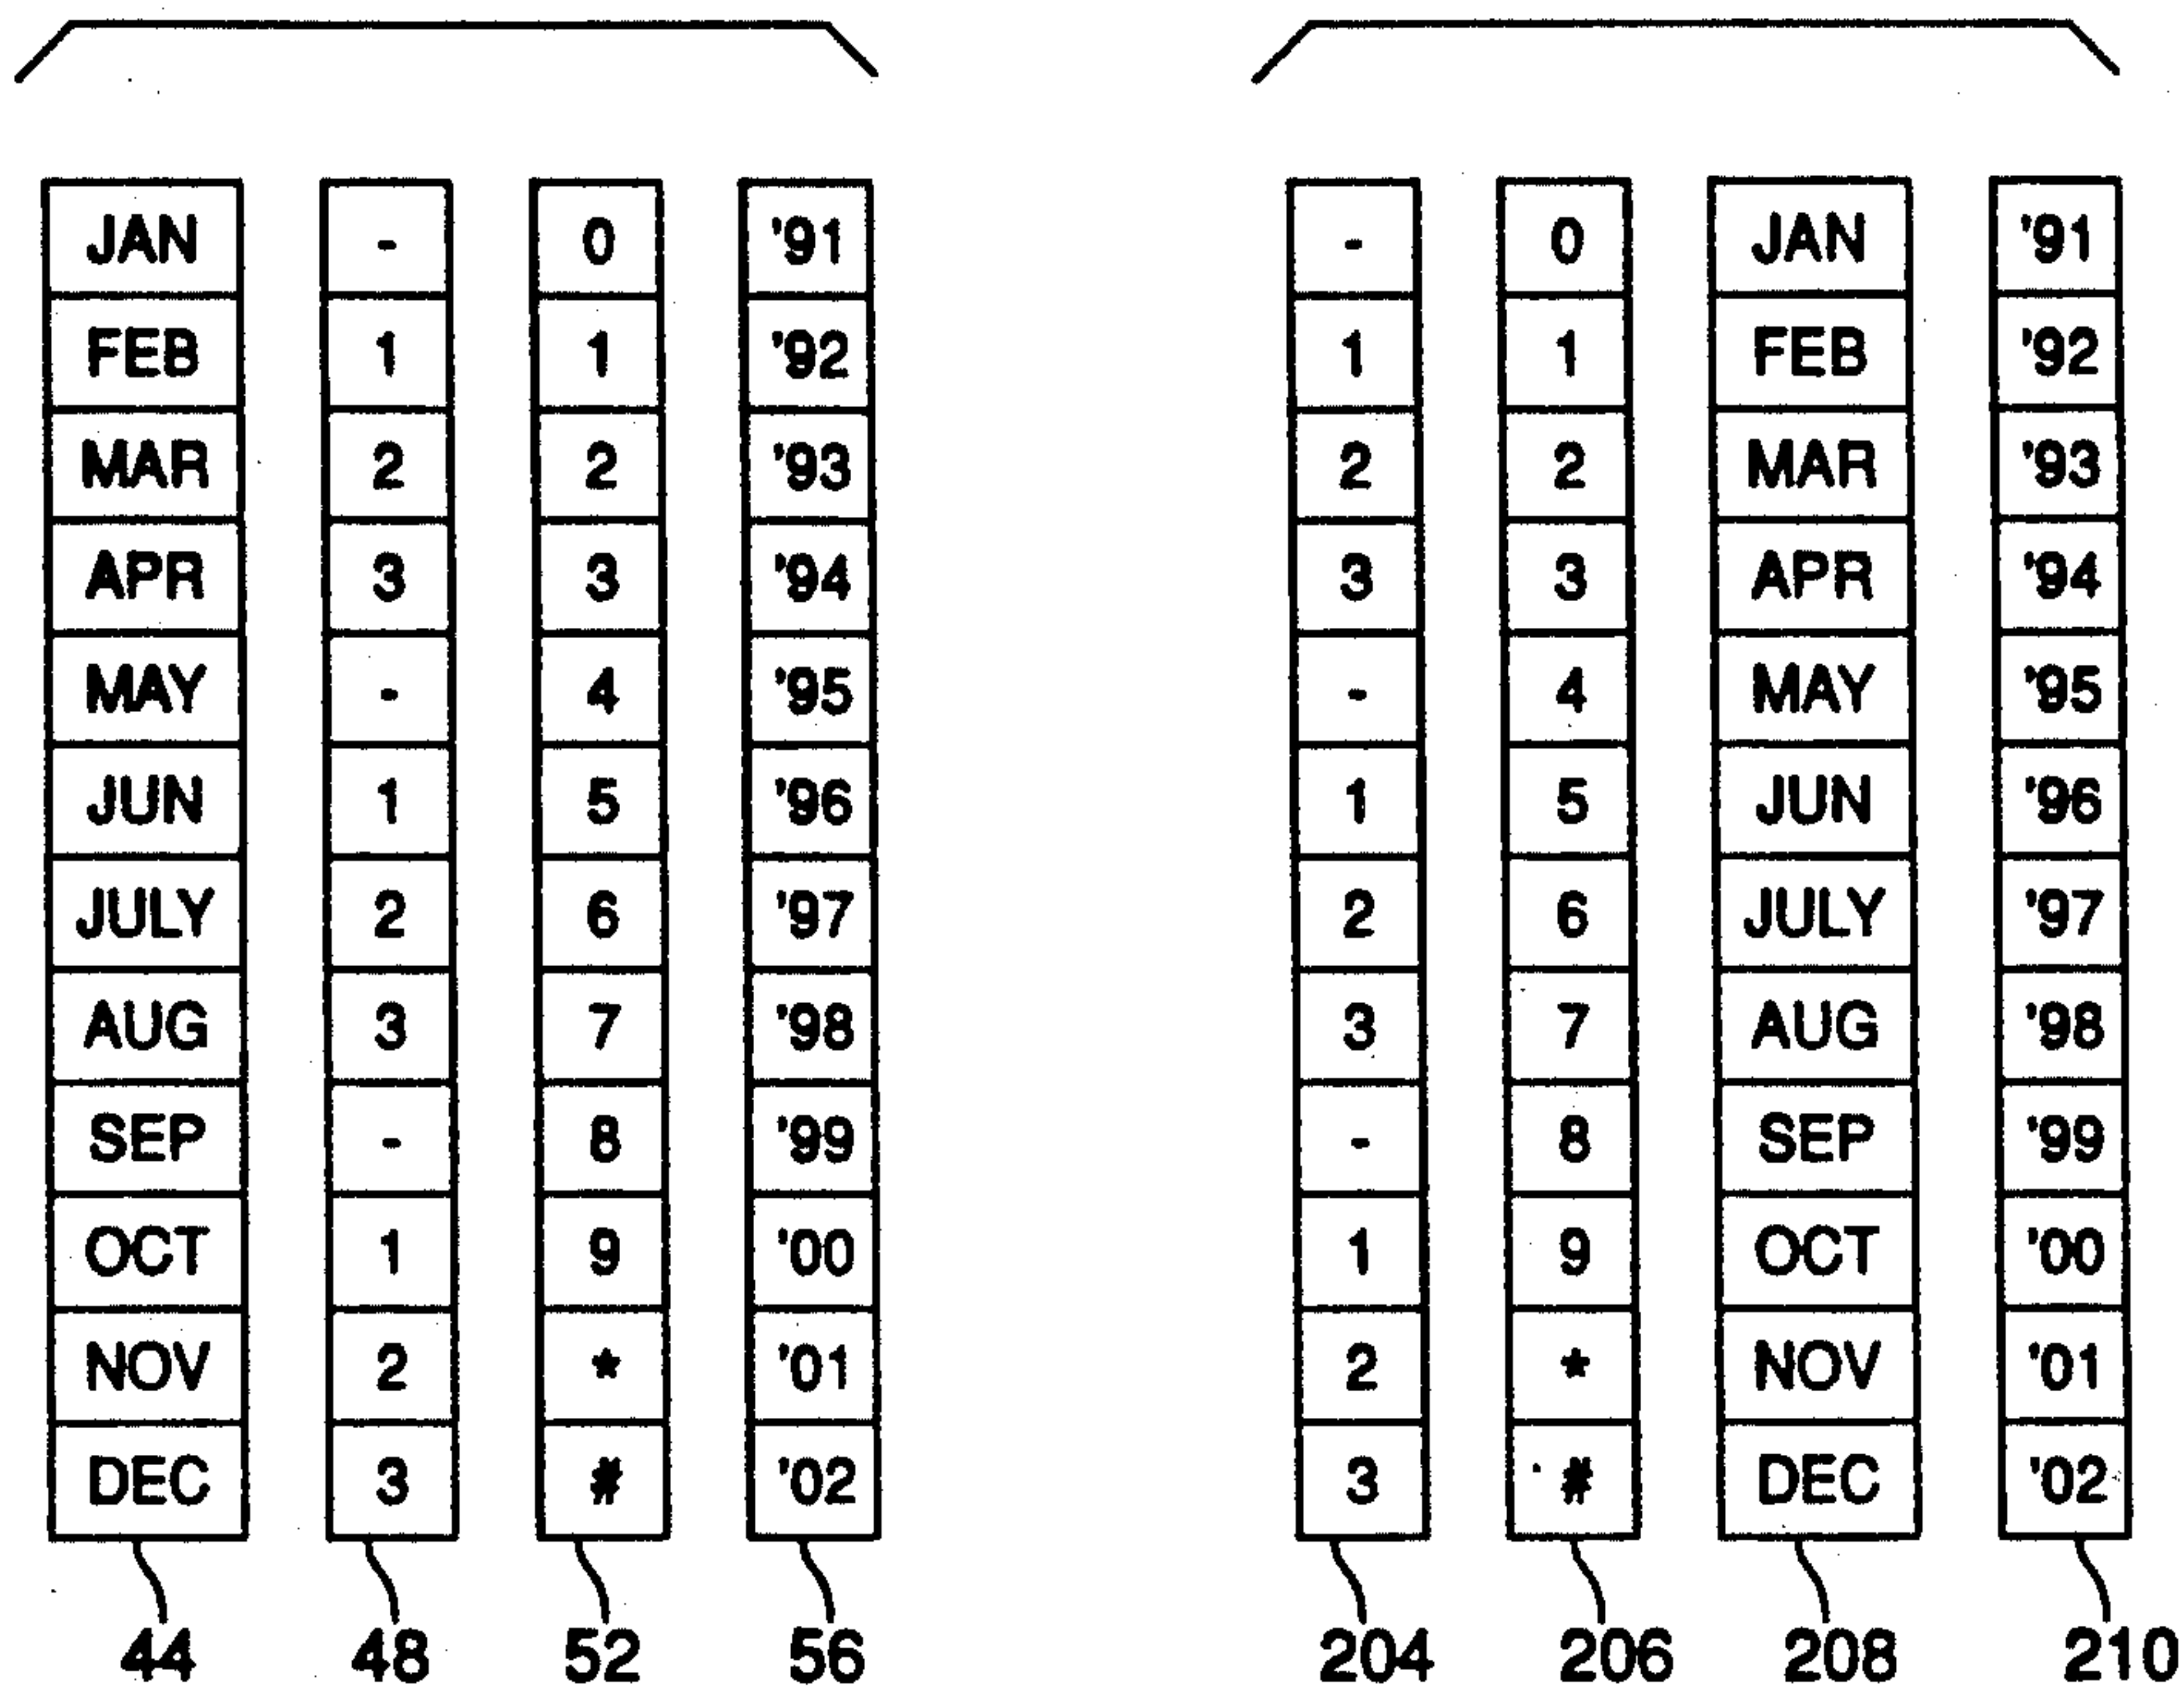 JAN - 0 '91 - 0 JAN '91
FEB 1 1 '92 1 1 FEB '92
MAR 2 2 '93 2 2 MAR '93
APR 3 3 '94 3 3 APR '94
MAY - 4 '95 - 4 MAY '95
JUN 1 5 '96 1 5 JUN '96
JULY 2 6 '97 2 6 JULY '97
AUG 3 7 '98 3 7 AUG '98
SEP - 8 '99 - 8 SEP '99
OCT 1 9 '00 1 9 OCT '00
NOV 2 * '01 2 * NOV '01
DEC 3 # '02 3 # DEC '02
44 48 52 56 204 206 208 210